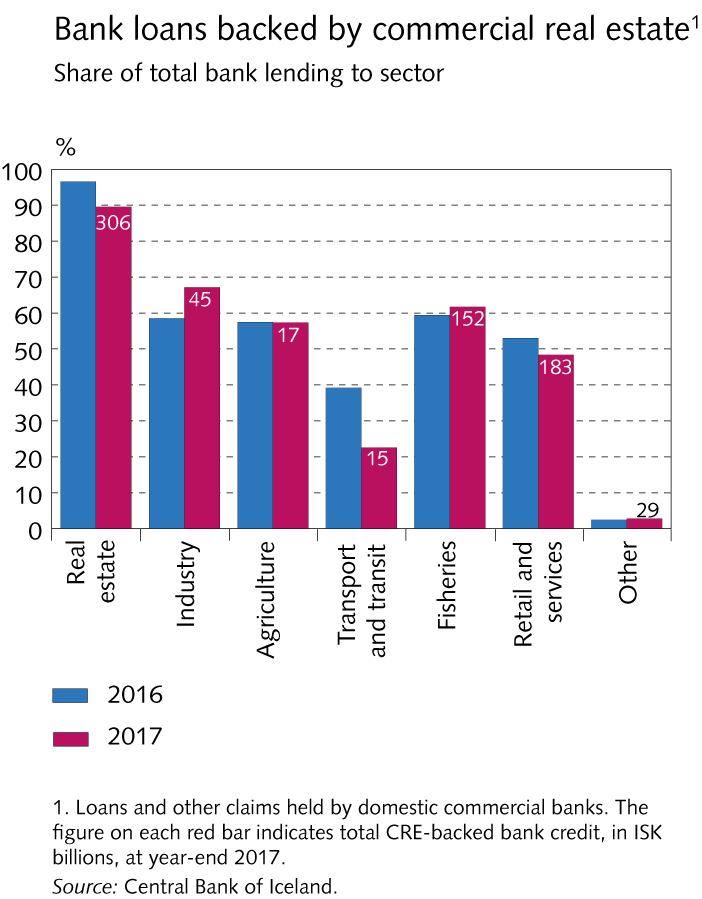 Bank loans backed by commercial real estate¹
Share of total bank lending to sector
%
100
90
80
70
60
50
40
30
20
10
0
306
45
17
15
152
183
29
Real
estate
Industry
Agriculture
Transport
and transit
Fisheries
Retail and
services
Other
2016
2017
1. Loans and other claims held by domestic commercial banks. The
figure on each red bar indicates total CRE-backed bank credit, in ISK
billions, at year-end 2017.
Source: Central Bank of Iceland.